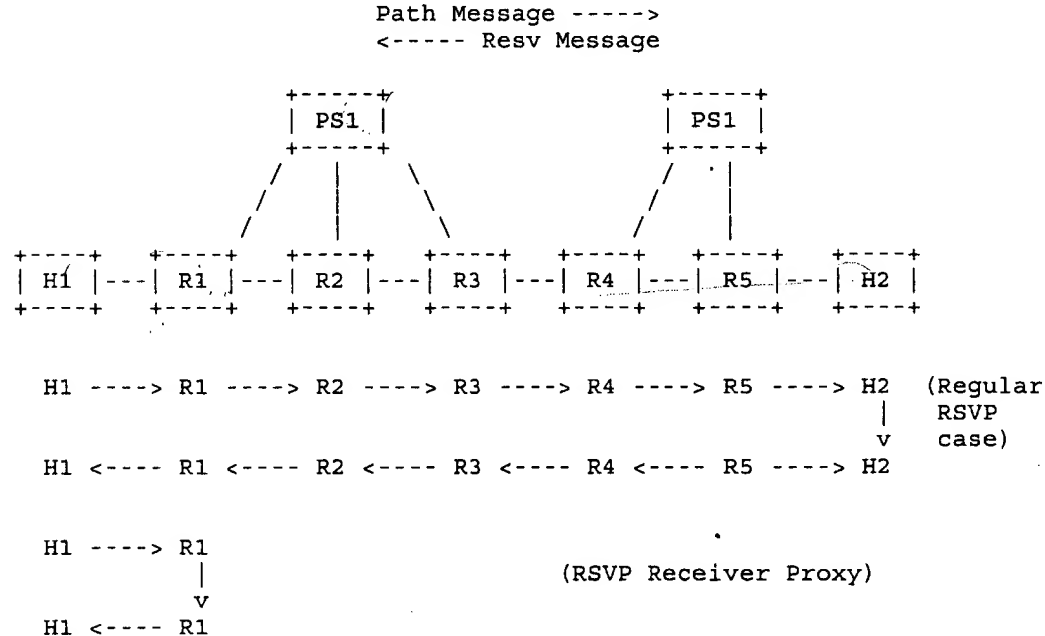 Path Message ----->
<----- Resv Message
PS1 PS1
H1 --- R1 --- R2 --- R3 --- R4 --- R5 --- H2
H1 ----> R1 ----> R2 ----> R3 ----> R4 ----> R5 ----> H2 (Regular
RSVP
v case)
H1 <---- R1 <---- R2 <---- R3 <---- R4 <---- R5 ----> H2
H1 ----> R1
(RSVP Receiver Proxy)
v
H1 <---- R1